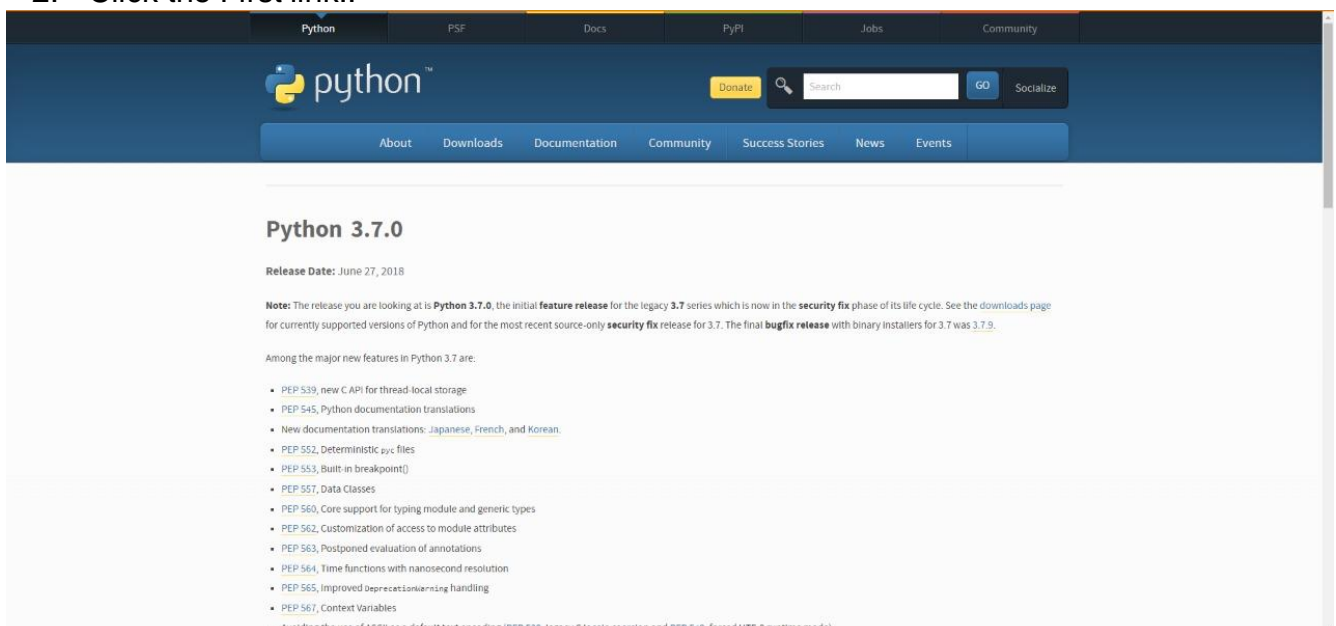 2. Click the First link..
Python PSF Docs PyPI Jobs Community
python™
Donate Search GO Socialize
About Downloads Documentation Community Success Stories News Events
Python 3.7.0
Release Date: June 27, 2018
Note: The release you are looking at is Python 3.7.0, the initial feature release for the legacy 3.7 series which is now in the security fix phase of its life cycle. See the downloads page
for currently supported versions of Python and for the most recent source-only security fix release for 3.7. The final bugfix release with binary installers for 3.7 was 3.7.9.
Among the major new features in Python 3.7 are:
▪ PEP 539, new C API for thread-local storage
▪ PEP 545, Python documentation translations
▪ New documentation translations: Japanese, French, and Korean.
▪ PEP 552, Deterministic pyc files
▪ PEP 553, Built-in breakpoint()
▪ PEP 557, Data Classes
▪ PEP 560, Core support for typing module and generic types
▪ PEP 562, Customization of access to module attributes
▪ PEP 563, Postponed evaluation of annotations
▪ PEP 564, Time functions with nanosecond resolution
▪ PEP 565, Improved DeprecationWarning handling
▪ PEP 567, Context Variables